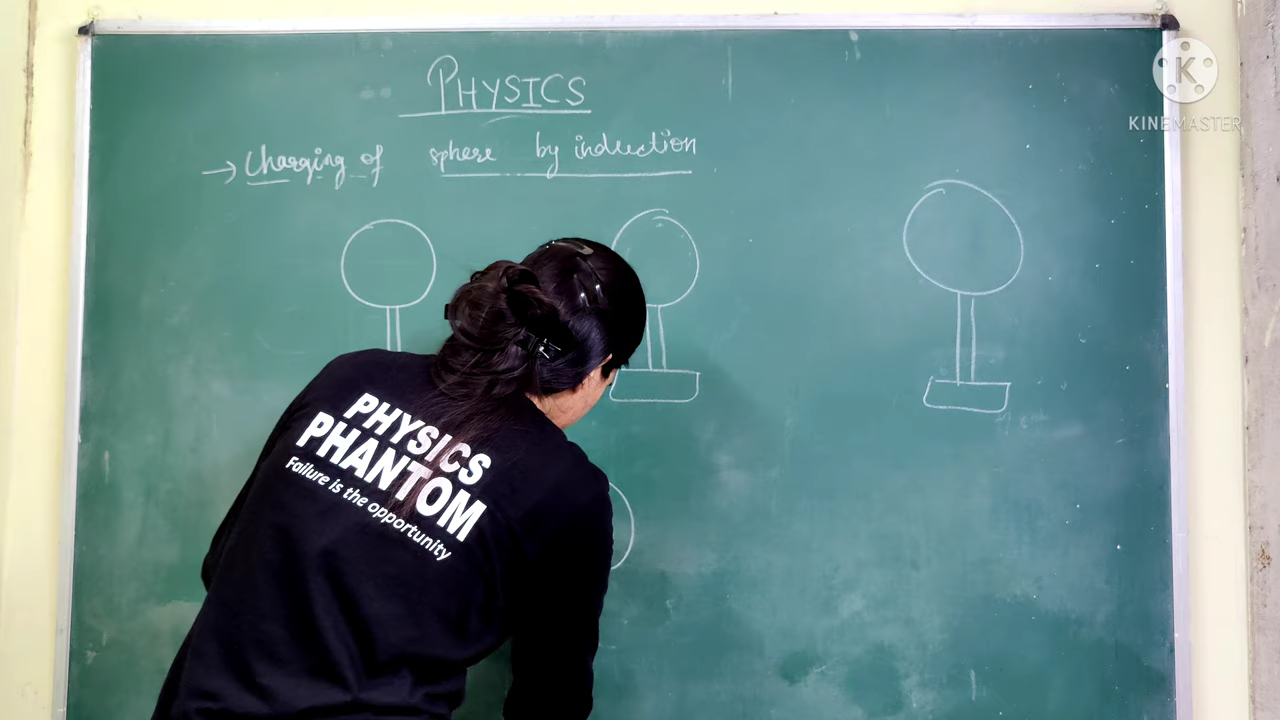 PHYSICS
→ Charging of sphere by induction
PHYSICS
PHANTOM
Failure is the opportunity
K
KINEMASTER